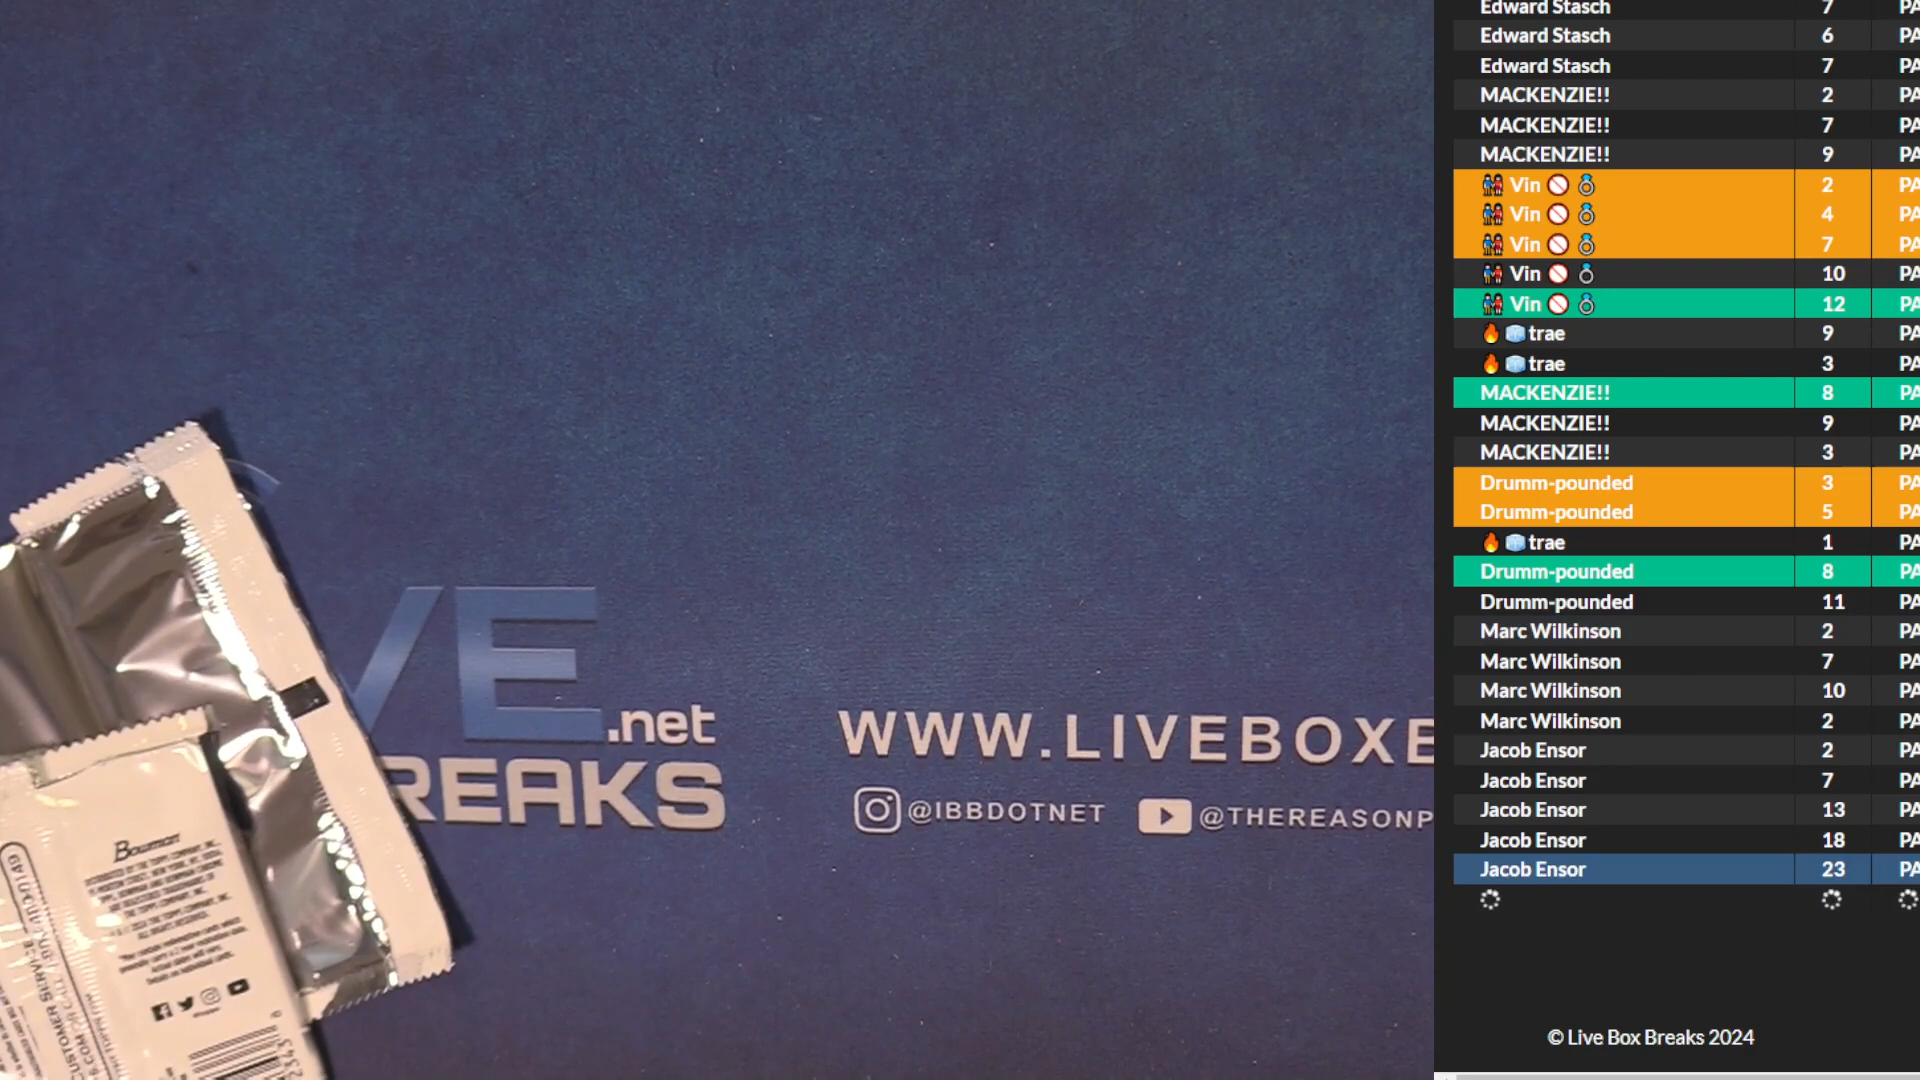 Edward Stasch 7 PA
Edward Stasch 6 PA
Edward Stasch 7 PA
MACKENZIE!! 2 PA
MACKENZIE!! 7 PA
MACKENZIE!! 9 PA
👫 Vin 🚫 💍 2 PA
👫 Vin 🚫 💍 4 PA
👫 Vin 🚫 💍 7 PA
👫 Vin 🚫 💍 10 PA
👫 Vin 🚫 💍 12 PA
🔥 🧊trae 9 PA
🔥 🧊trae 3 PA
MACKENZIE!! 8 PA
MACKENZIE!! 9 PA
MACKENZIE!! 3 PA
Drumm-pounded 3 PA
Drumm-pounded 5 PA
🔥 🧊trae 1 PA
Drumm-pounded 8 PA
Drumm-pounded 11 PA
Marc Wilkinson 2 PA
Marc Wilkinson 7 PA
Marc Wilkinson 10 PA
Marc Wilkinson 2 PA
Jacob Ensor 2 PA
Jacob Ensor 7 PA
Jacob Ensor 13 PA
Jacob Ensor 18 PA
Jacob Ensor 23 PA
© Live Box Breaks 2024
VE.net
REAKS
WWW.LIVEBOXB
@IBBDOTNET @THEREASONP
Bowman
CUSTOMER SERVICE